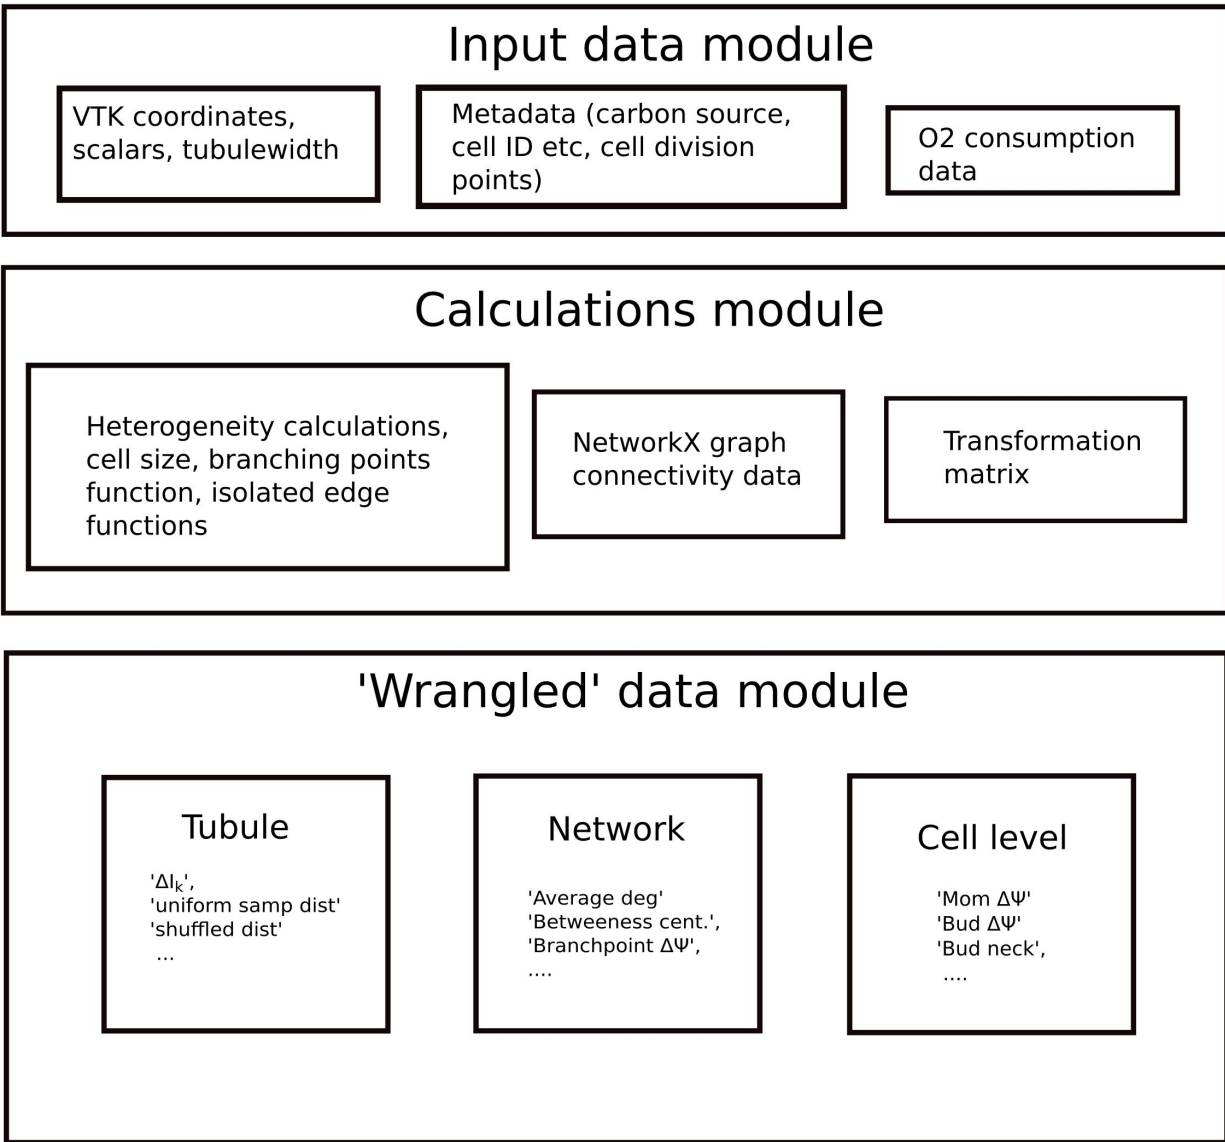 Input data module
VTK coordinates,
scalars, tubulewidth
Metadata (carbon source,
cell ID etc, cell division
points)
O2 consumption
data
Calculations module
Heterogeneity calculations,
cell size, branching points
function, isolated edge
functions
NetworkX graph
connectivity data
Transformation
matrix
'Wrangled' data module
Tubule
'ΔIₖ',
'uniform samp dist'
'shuffled dist'
...
Network
'Average deg'
'Betweeness cent.',
'Branchpoint ΔΨ',
....
Cell level
'Mom ΔΨ'
'Bud ΔΨ'
'Bud neck',
....